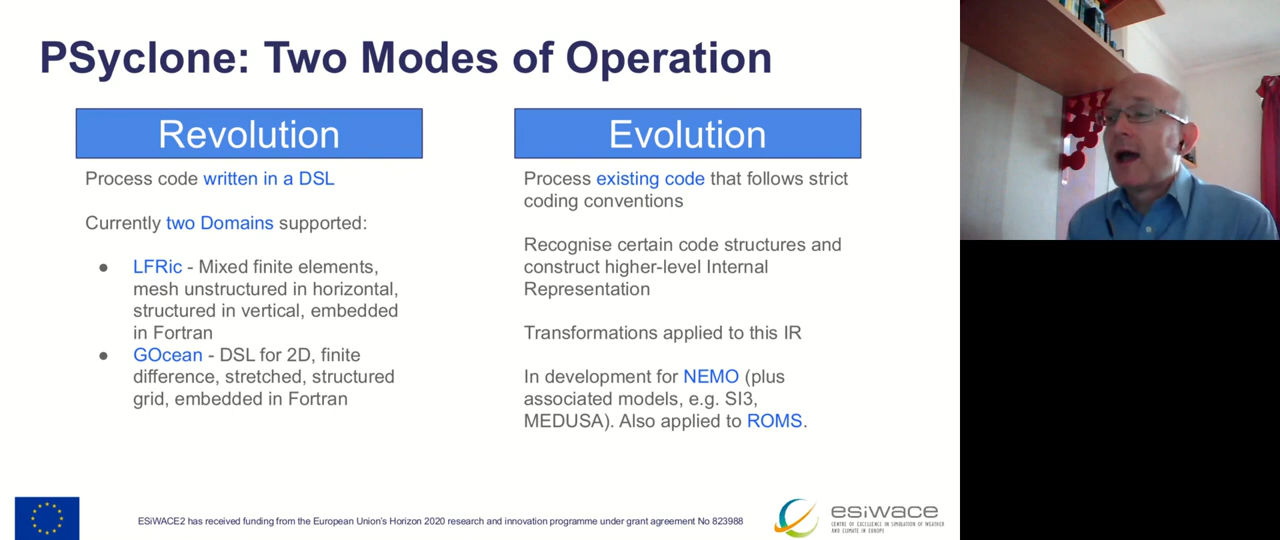 PSyclone: Two Modes of Operation
Revolution
Process code written in a DSL
Currently two Domains supported:
● LFRic - Mixed finite elements,
mesh unstructured in horizontal,
structured in vertical, embedded
in Fortran
● GOcean - DSL for 2D, finite
difference, stretched, structured
grid, embedded in Fortran
Evolution
Process existing code that follows strict
coding conventions
Recognise certain code structures and
construct higher-level Internal
Representation
Transformations applied to this IR
In development for NEMO (plus
associated models, e.g. SI3,
MEDUSA). Also applied to ROMS.
ESiWACE2 has received funding from the European Union's Horizon 2020 research and innovation programme under grant agreement No 823988
esiwace
CENTRE OF EXCELLENCE IN SIMULATION OF WEATHER
AND CLIMATE IN EUROPE